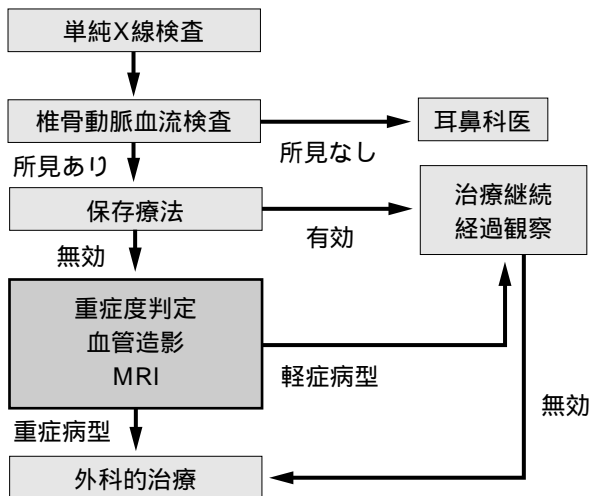 単純X線検査
椎骨動脈血流検査
耳鼻科医
所見あり
所見なし
保存療法
治療継続
経過観察
有効
無効
重症度判定
血管造影
MRI
軽症病型
無効
重症病型
外科的治療